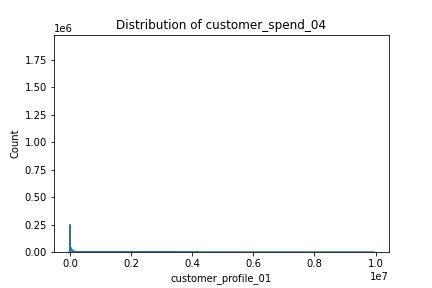 Distribution of customer_spend_04
1e6
1.75
1.50
1.25
1.00
0.75
0.50
0.25
0.00
Count
0.0 0.2 0.4 0.6 0.8 1.0
1e7
customer_profile_01